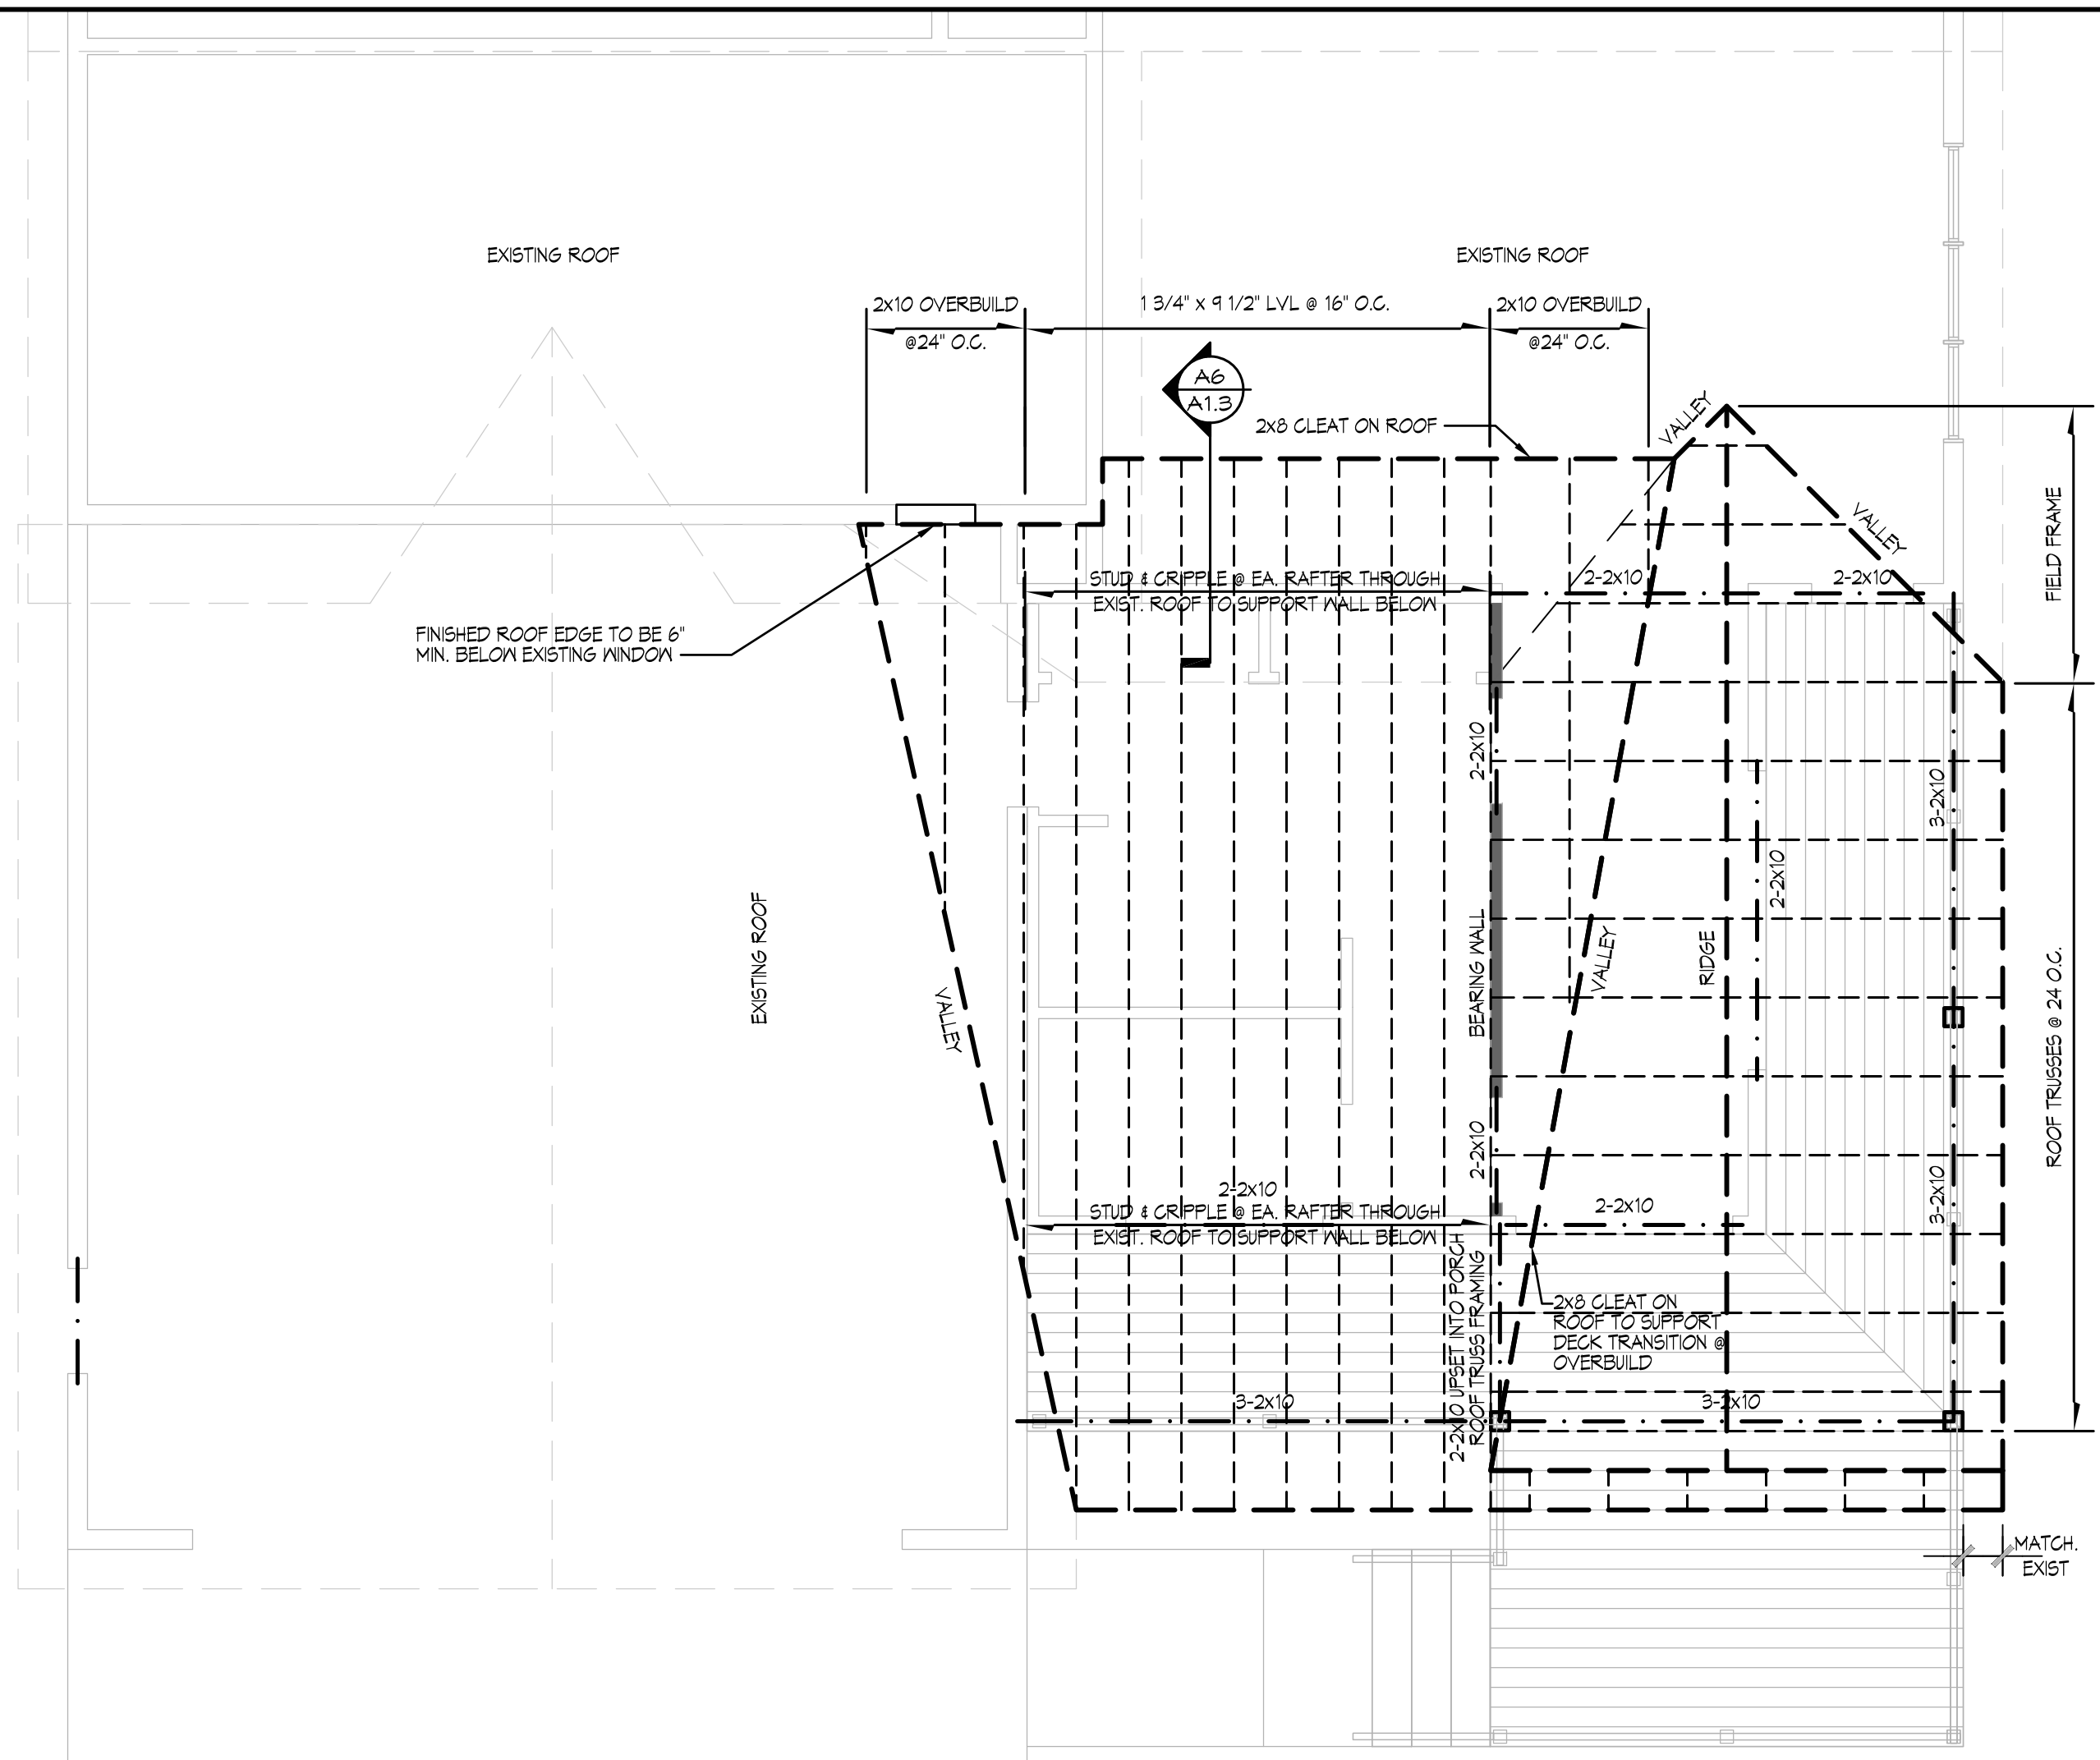 EXISTING ROOF
EXISTING ROOF
2x10 OVERBUILD
@24" O.C.
1 3/4" x 9 1/2" LVL @ 16" O.C.
2x10 OVERBUILD
@24" O.C.
A6
A1.3
2x8 CLEAT ON ROOF
VALLEY
VALLEY
FIELD FRAME
STUD & CRIPPLE @ EA. RAFTER THROUGH
EXIST. ROOF TO SUPPORT WALL BELOW
2-2x10
2-2x10
FINISHED ROOF EDGE TO BE 6"
MIN. BELOW EXISTING WINDOW
2-2x10
3-2x10
2-2x10
EXISTING ROOF
VALLEY
BEARING WALL
VALLEY
RIDGE
ROOF TRUSSES @ 24 O.C.
2-2x10
3-2x10
2-2x10
STUD & CRIPPLE @ EA. RAFTER THROUGH
EXIST. ROOF TO SUPPORT WALL BELOW
2-2x10
2-2x10 UPSET INTO PORCH
ROOF TRUSS FRAMING
2x8 CLEAT ON
ROOF TO SUPPORT
DECK TRANSITION @
OVERBUILD
3-2x10
3-2x10
MATCH.
EXIST